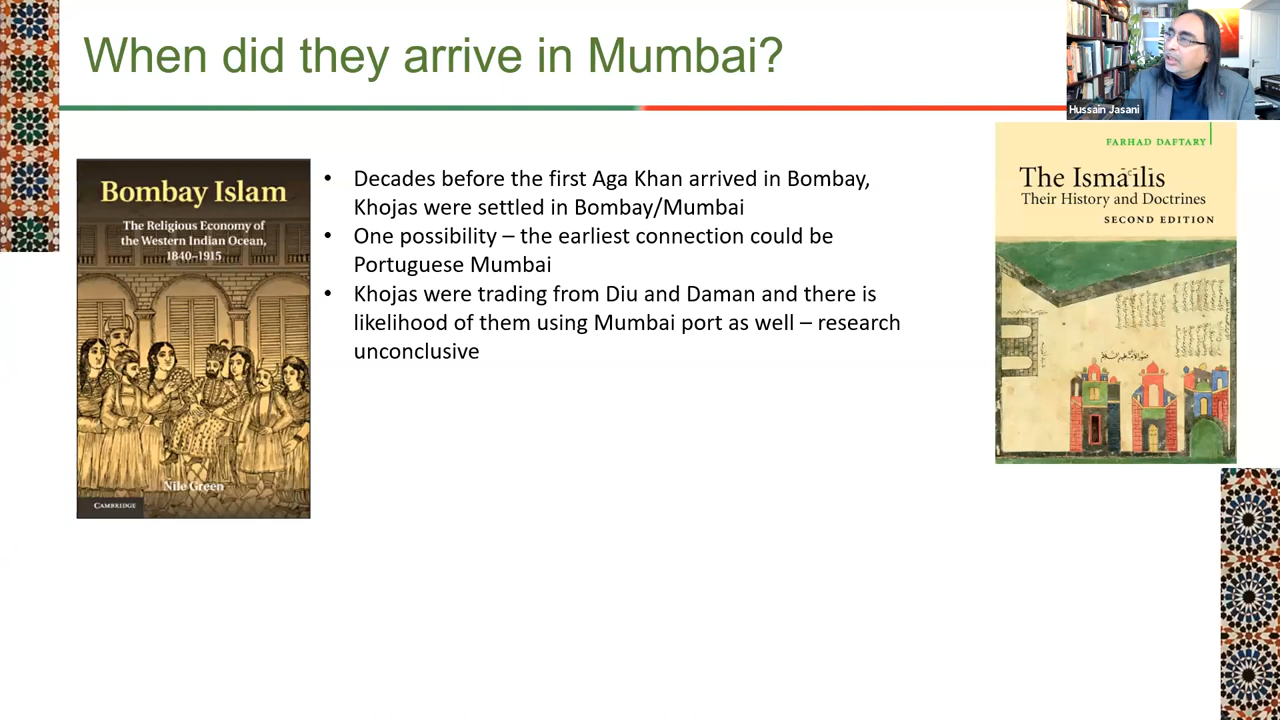 When did they arrive in Mumbai?
Hussain Jasani
Bombay Islam
The Religious Economy of
the Western Indian Ocean,
1840–1915
Nile Green
CAMBRIDGE
• Decades before the first Aga Khan arrived in Bombay,
Khojas were settled in Bombay/Mumbai
• One possibility – the earliest connection could be
Portuguese Mumbai
• Khojas were trading from Diu and Daman and there is
likelihood of them using Mumbai port as well – research
unconclusive
FARHAD DAFTARY
The Ismāʿīlīs
Their History and Doctrines
SECOND EDITION